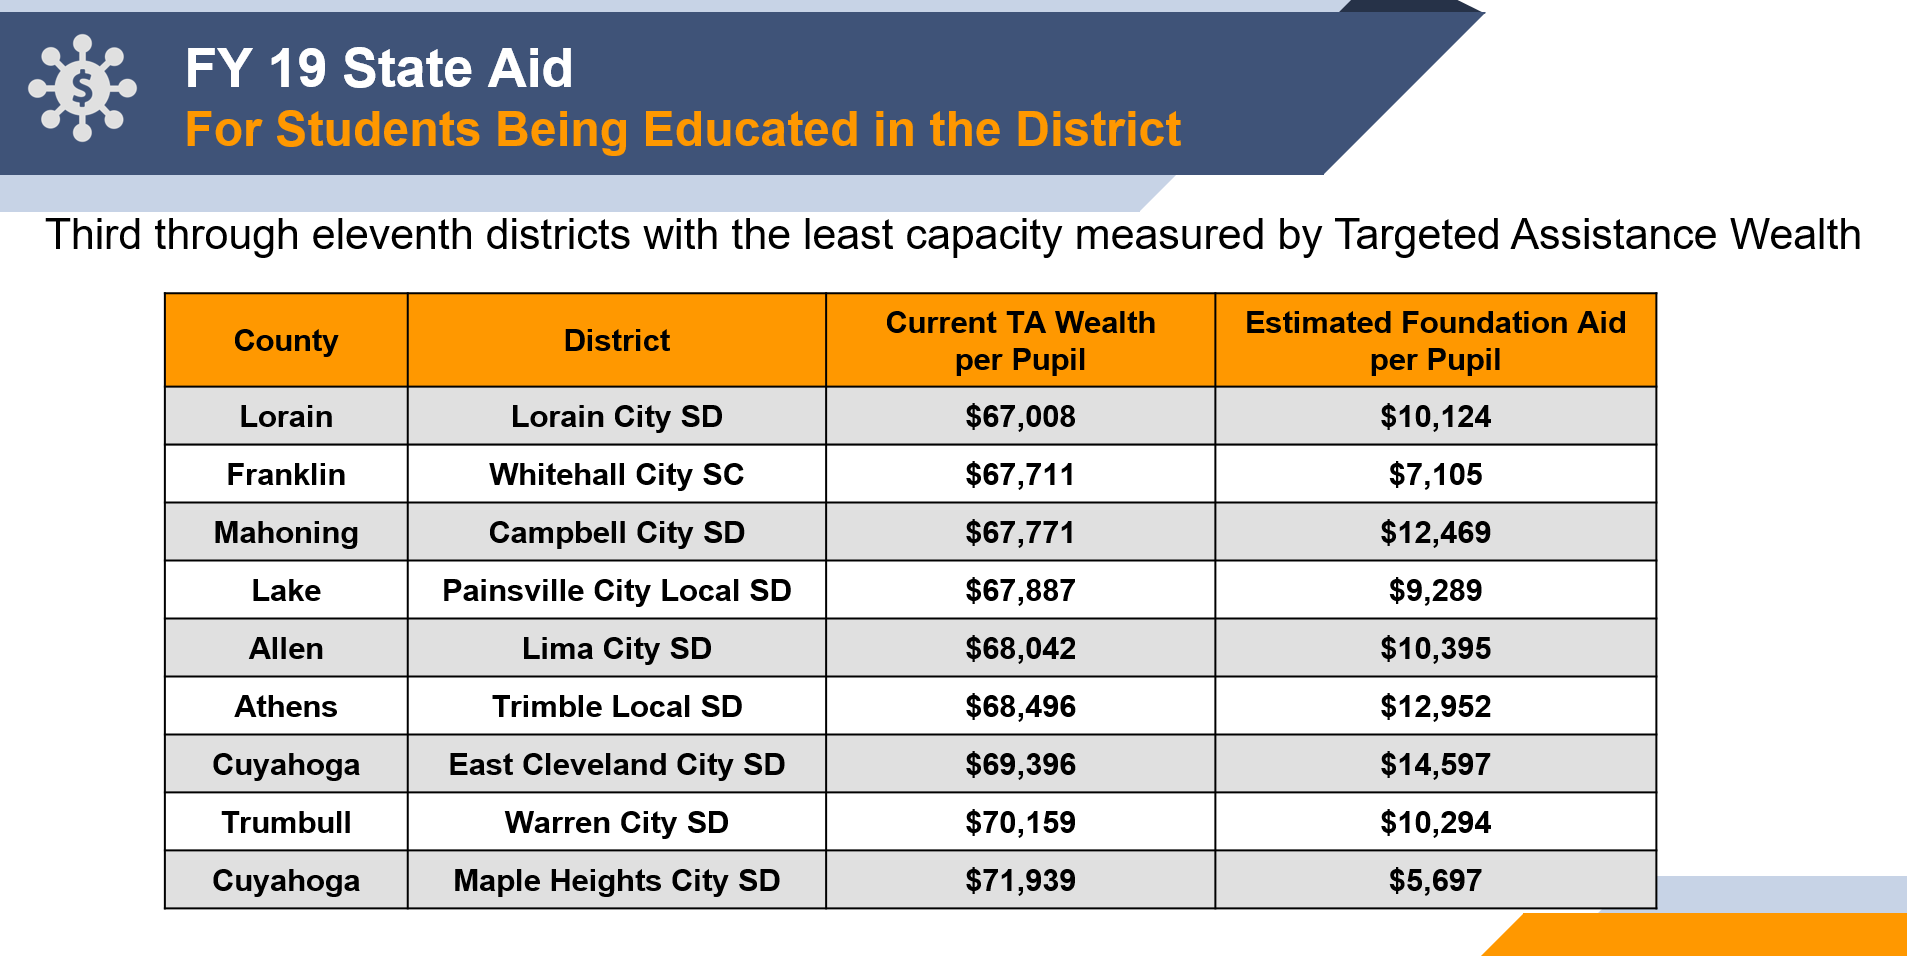 $
FY 19 State Aid
For Students Being Educated in the District
Third through eleventh districts with the least capacity measured by Targeted Assistance Wealth
County District Current TA Wealth per Pupil Estimated Foundation Aid per Pupil
Lorain Lorain City SD $67,008 $10,124
Franklin Whitehall City SC $67,711 $7,105
Mahoning Campbell City SD $67,771 $12,469
Lake Painsville City Local SD $67,887 $9,289
Allen Lima City SD $68,042 $10,395
Athens Trimble Local SD $68,496 $12,952
Cuyahoga East Cleveland City SD $69,396 $14,597
Trumbull Warren City SD $70,159 $10,294
Cuyahoga Maple Heights City SD $71,939 $5,697